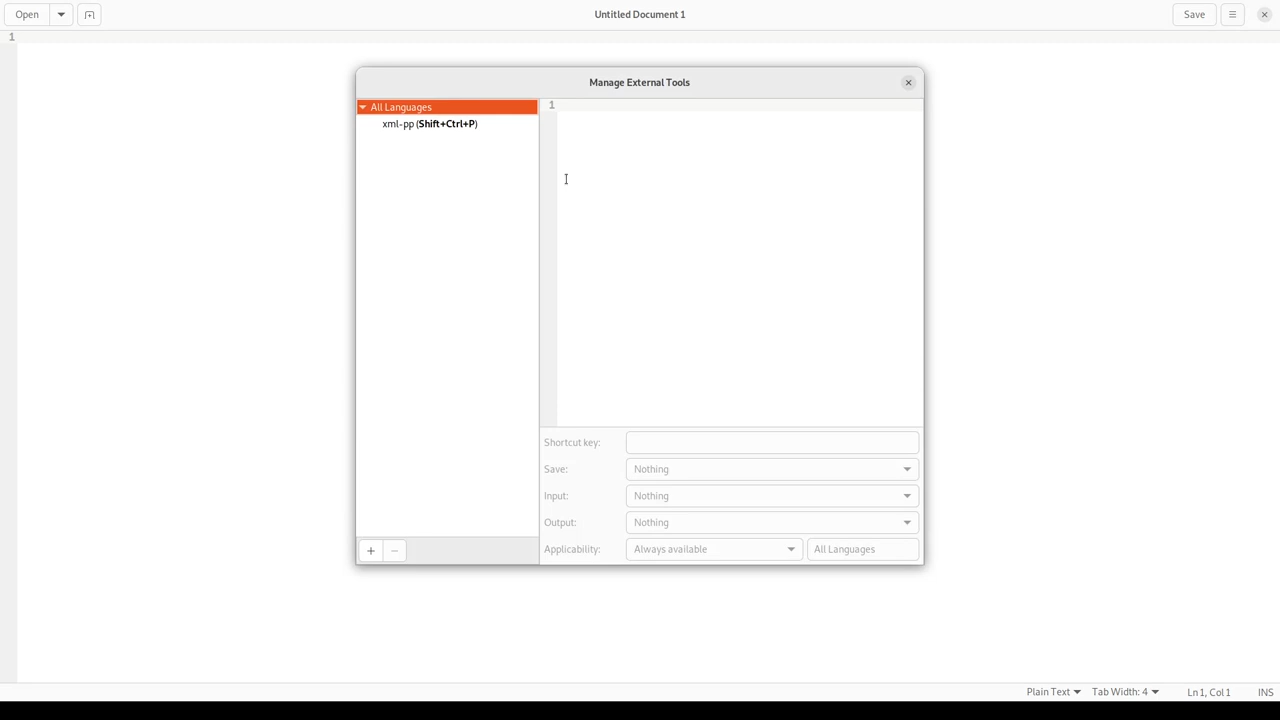 Open
Untitled Document 1
Save
1
Manage External Tools
All Languages
1
xml-pp (Shift+Ctrl+P)
Shortcut key:
Save: Nothing
Input: Nothing
Output: Nothing
Applicability: Always available All Languages
Plain Text Tab Width: 4 Ln 1, Col 1 INS